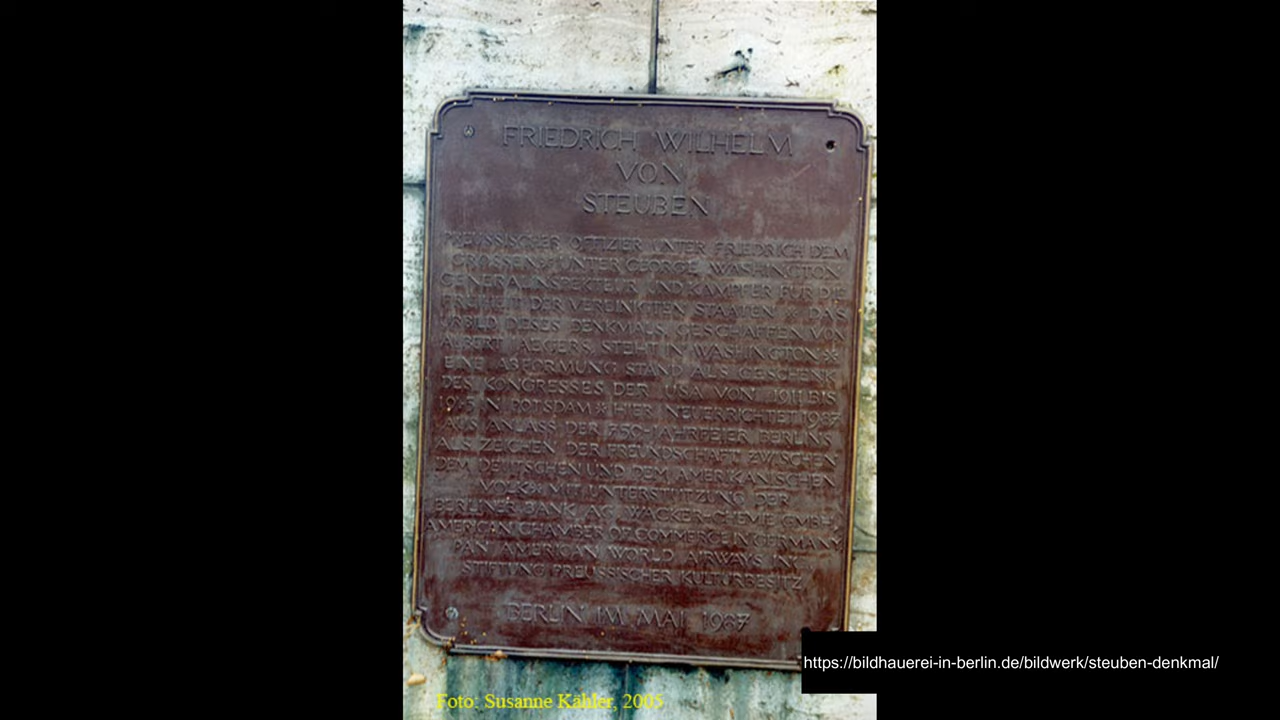 FRIEDRICH WILHELM
VON
STEUBEN
PREUSSISCHER OFFIZIER UNTER FRIEDRICH DEM
GROSSEN * UNTER GEORGE WASHINGTON
GENERALINSPEKTEUR UND KÄMPFER FÜR DIE
FREIHEIT DER VEREINIGTEN STAATEN * DAS
URBILD DIESES DENKMALS, GESCHAFFEN VON
ALBERT JAEGERS, STEHT IN WASHINGTON *
EINE ABFORMUNG STAND ALS GESCHENK
DES KONGRESSES DER USA VON 1911 BIS
1945 IN POTSDAM * HIER NEUERRICHTET 1987
AUS ANLASS DER 750-JAHRFEIER BERLINS
ALS ZEICHEN DER FREUNDSCHAFT ZWISCHEN
DEM DEUTSCHEN UND DEM AMERIKANISCHEN
VOLK * MIT UNTERSTÜTZUNG DER
BERLINER BANK AG, WACKER-CHEMIE GMBH,
AMERICAN CHAMBER OF COMMERCE IN GERMANY
PAN AMERICAN WORLD AIRWAYS INC
STIFTUNG PREUSSISCHER KULTURBESITZ
BERLIN IM MAI 1987
https://bildhauerei-in-berlin.de/bildwerk/steuben-denkmal/
Foto: Susanne Kähler, 2005